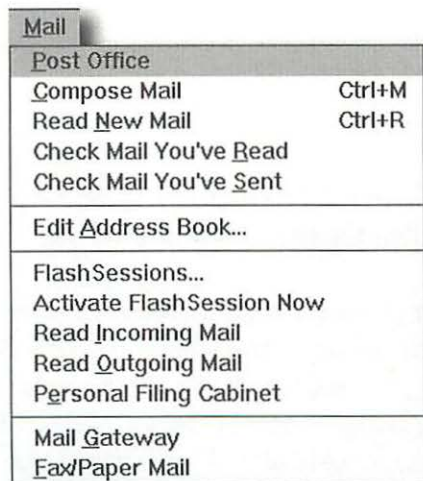 Mail
Post Office
Compose Mail Ctrl+M
Read New Mail Ctrl+R
Check Mail You've Read
Check Mail You've Sent
Edit Address Book...
FlashSessions...
Activate FlashSession Now
Read Incoming Mail
Read Outgoing Mail
Personal Filing Cabinet
Mail Gateway
Fax/Paper Mail